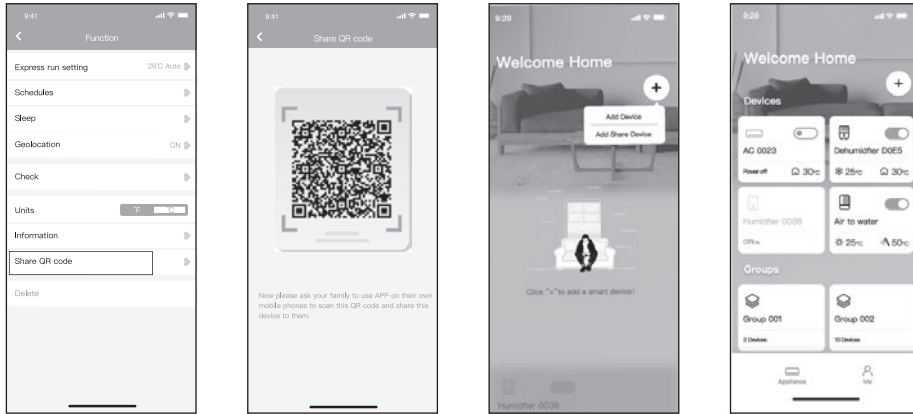 9:41
Function
Express run setting
26°C Auto
Schedules
Sleep
Geolocation
ON
Check
Units
°F
°C
Information
Share QR code
Delete
9:41
Share QR code
Now please ask your family to use APP on their own
mobile phones to scan this QR code and share this
device to them.
9:28
Welcome Home
+
Add Device
Add Share Device
Click "+"to add a smart device!
Humidifier 0036
9:28
Welcome Home
+
Devices
AC 0023
Power off
30°c
Dehumidfier D0E5
25°c
30°c
Humidfier 0036
Offline
Air to water
25°c
50°c
Groups
Group 001
2 Devices
Group 002
13 Devices
Appliance
Me